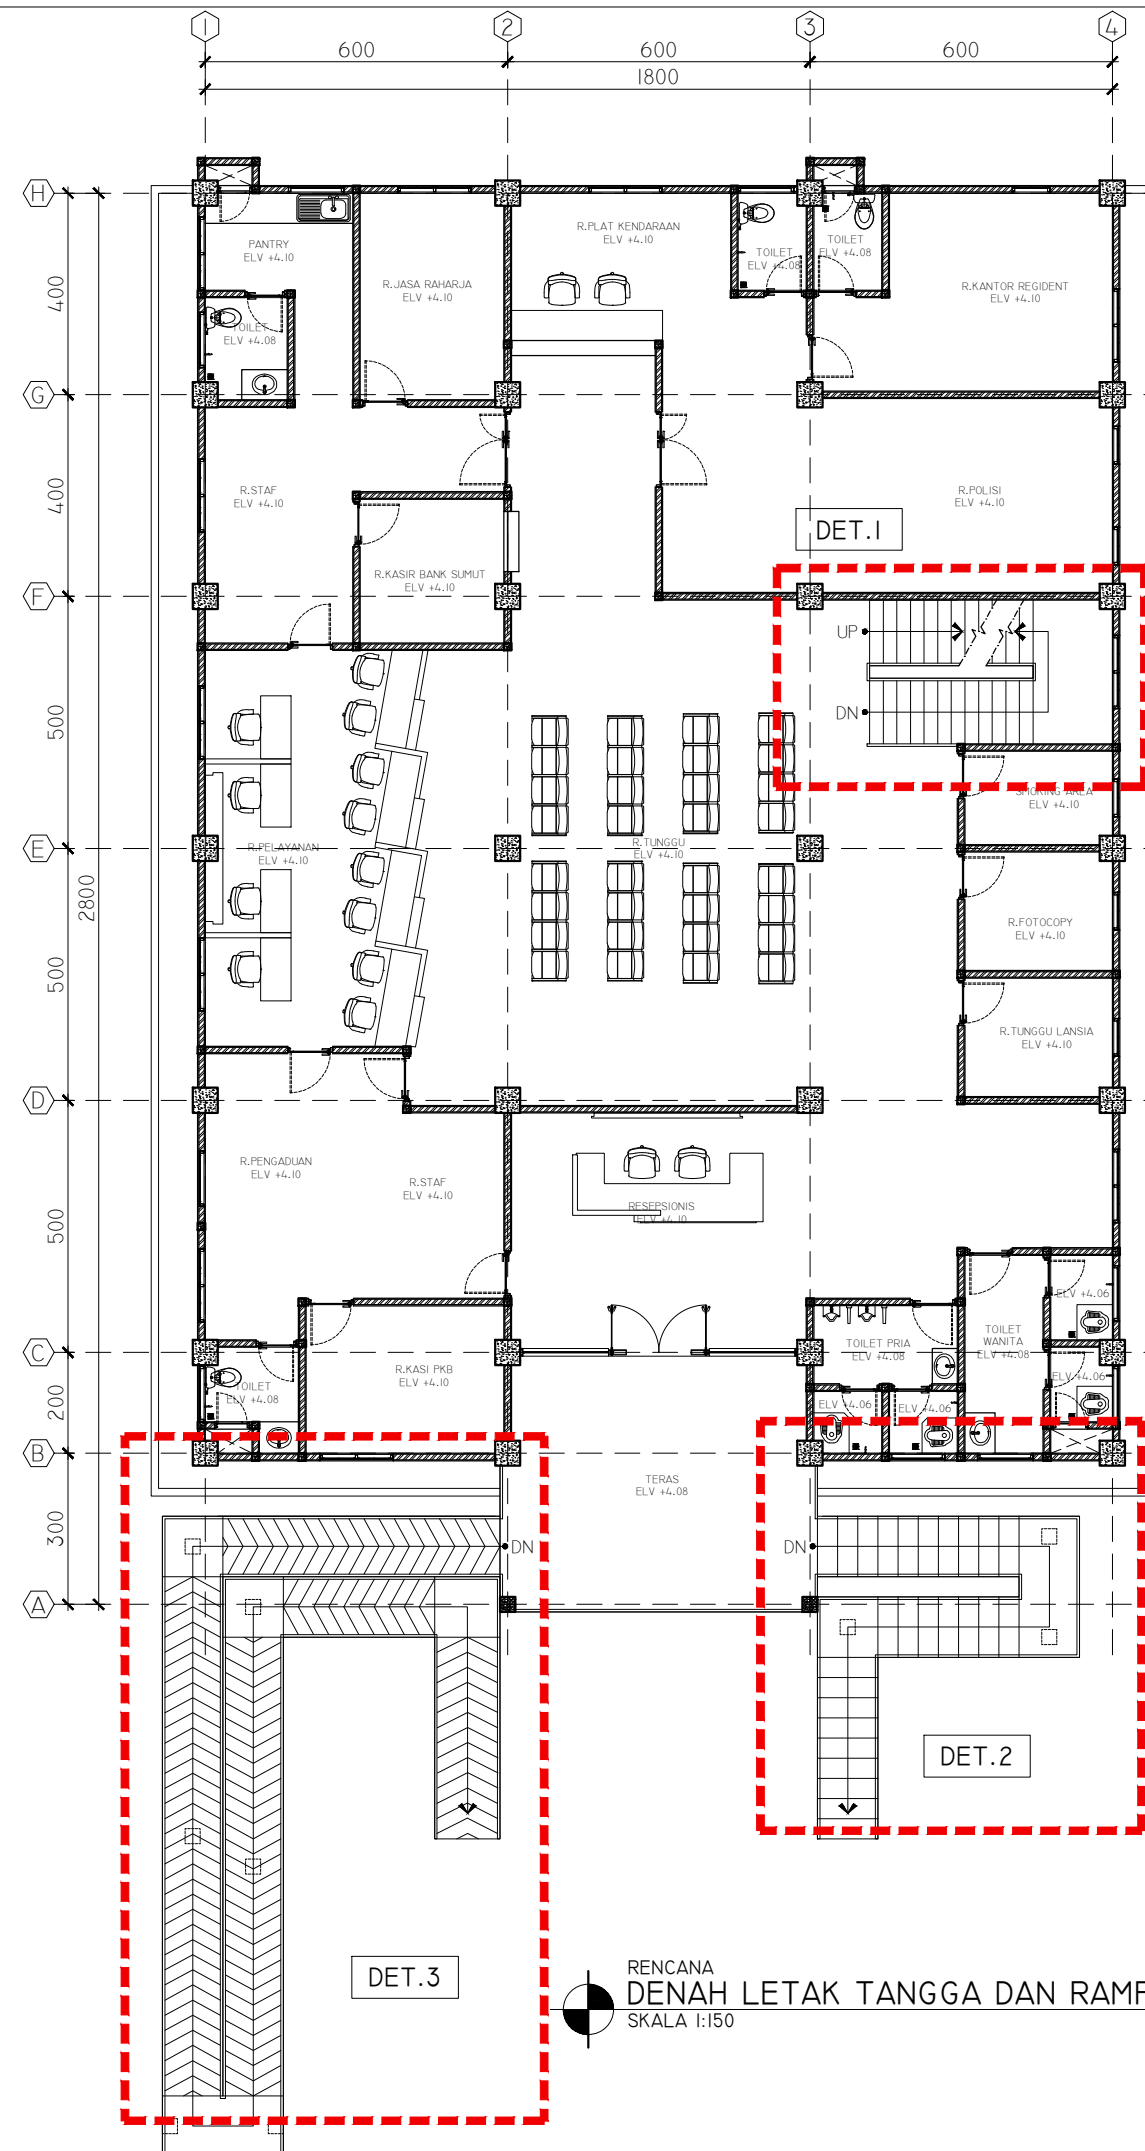 1
2
3
4
600
600
600
1800
H
400
PANTRY
ELV +4.10
R.JASA RAHARJA
ELV +4.10
R.PLAT KENDARAAN
ELV +4.10
TOILET
ELV +4.08
TOILET
ELV +4.08
R.KANTOR REGIDENT
ELV +4.10
TOILET
ELV +4.08
G
400
R.STAF
ELV +4.10
R.POLISI
ELV +4.10
DET.1
R.KASIR BANK SUMUT
ELV +4.10
F
UP
DN
500
SMOKING AREA
ELV +4.10
E
R.PELAYANAN
ELV +4.10
R.TUNGGU
ELV +4.10
2800
R.FOTOCOPY
ELV +4.10
500
R.TUNGGU LANSIA
ELV +4.10
D
R.PENGADUAN
ELV +4.10
R.STAF
ELV +4.10
RESEPSIONIS
ELV +4.10
500
ELV +4.06
TOILET PRIA
ELV +4.08
TOILET
WANITA
ELV +4.08
C
R.KASI PKB
ELV +4.10
TOILET
ELV +4.08
ELV +4.06
ELV +4.06
ELV +4.06
200
B
TERAS
ELV +4.08
300
DN
DN
A
DET.2
DET.3
RENCANA
DENAH LETAK TANGGA DAN RAMP
SKALA 1:150